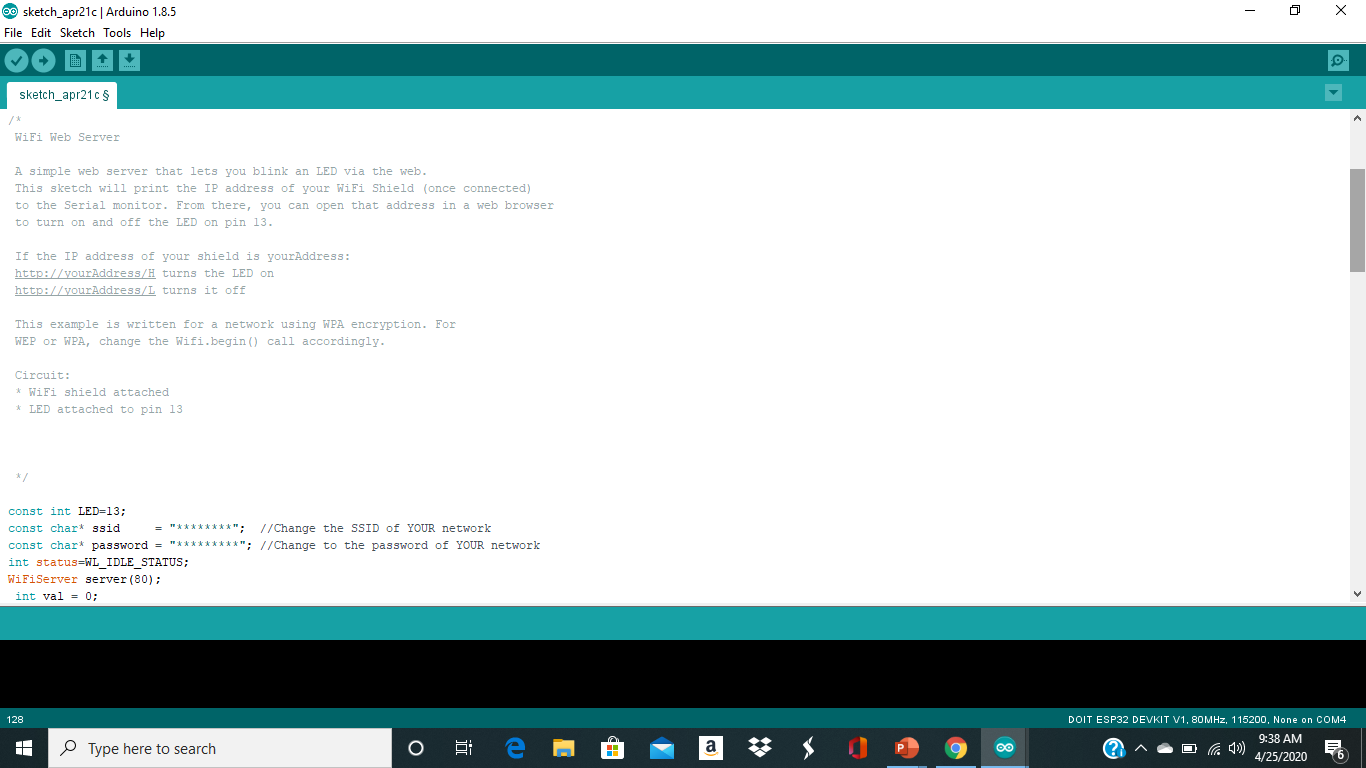 sketch_apr21c | Arduino 1.8.5
File Edit Sketch Tools Help
sketch_apr21c §
/*
WiFi Web Server
A simple web server that lets you blink an LED via the web.
This sketch will print the IP address of your WiFi Shield (once connected)
to the Serial monitor. From there, you can open that address in a web browser
to turn on and off the LED on pin 13.
If the IP address of your shield is yourAddress:
http://yourAddress/H turns the LED on
http://yourAddress/L turns it off
This example is written for a network using WPA encryption. For
WEP or WPA, change the Wifi.begin() call accordingly.
Circuit:
* WiFi shield attached
* LED attached to pin 13
*/
const int LED=13;
const char* ssid     = "********";  //Change the SSID of YOUR network
const char* password = "*********"; //Change to the password of YOUR network
int status=WL_IDLE_STATUS;
WiFiServer server(80);
int val = 0;
128
DOIT ESP32 DEVKIT V1, 80MHz, 115200, None on COM4
Type here to search
9:38 AM
4/25/2020
6